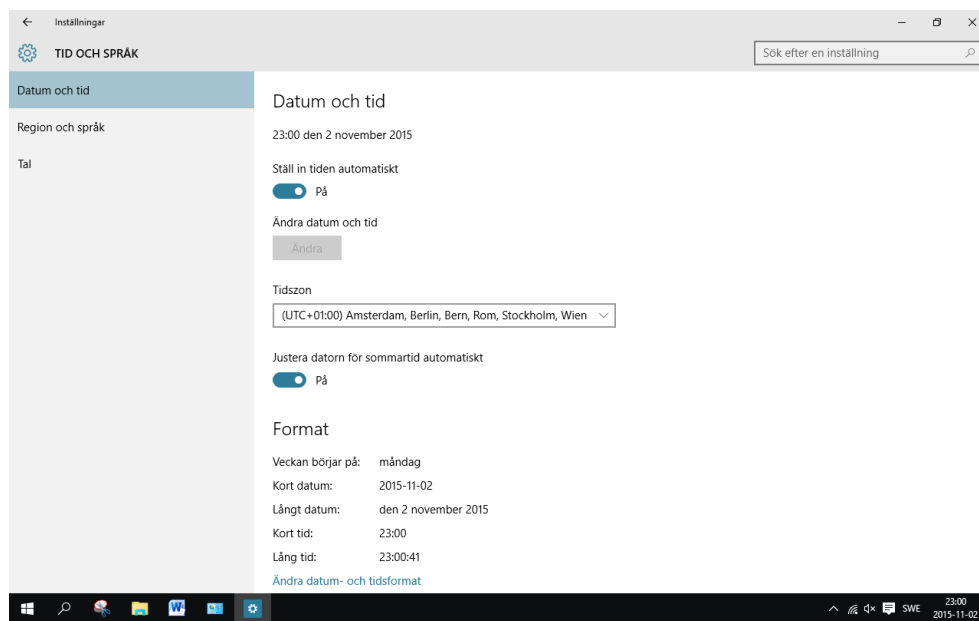 Inställningar
TID OCH SPRÅK
Sök efter en inställning
Datum och tid
Region och språk
Tal
Datum och tid
23:00 den 2 november 2015
Ställ in tiden automatiskt
På
Ändra datum och tid
Ändra
Tidszon
(UTC+01:00) Amsterdam, Berlin, Bern, Rom, Stockholm, Wien
Justera datorn för sommartid automatiskt
På
Format
Veckan börjar på: måndag
Kort datum: 2015-11-02
Långt datum: den 2 november 2015
Kort tid: 23:00
Lång tid: 23:00:41
Ändra datum- och tidsformat
SWE
23:00
2015-11-02